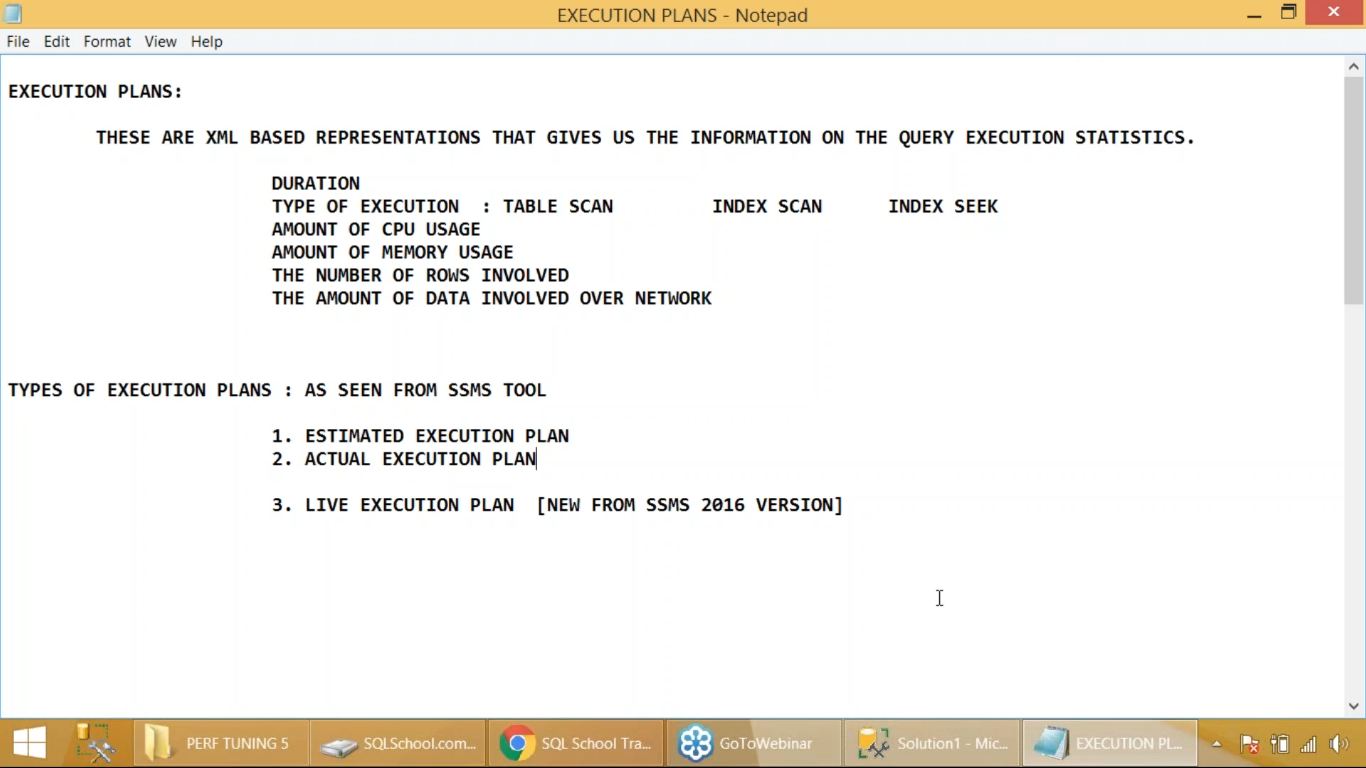 EXECUTION PLANS - Notepad
File Edit Format View Help
EXECUTION PLANS:
THESE ARE XML BASED REPRESENTATIONS THAT GIVES US THE INFORMATION ON THE QUERY EXECUTION STATISTICS.
DURATION
TYPE OF EXECUTION : TABLE SCAN INDEX SCAN INDEX SEEK
AMOUNT OF CPU USAGE
AMOUNT OF MEMORY USAGE
THE NUMBER OF ROWS INVOLVED
THE AMOUNT OF DATA INVOLVED OVER NETWORK
TYPES OF EXECUTION PLANS : AS SEEN FROM SSMS TOOL
1. ESTIMATED EXECUTION PLAN
2. ACTUAL EXECUTION PLAN
3. LIVE EXECUTION PLAN [NEW FROM SSMS 2016 VERSION]
PERF TUNING 5 SQLSchool.com... SQL School Tra... GoToWebinar Solution1 - Mic... EXECUTION PL...